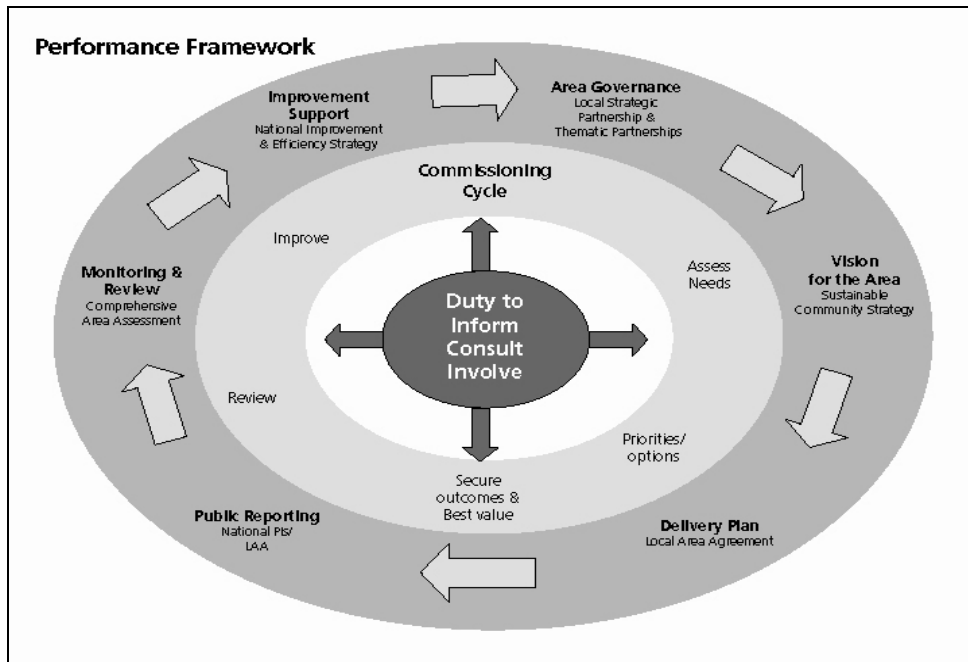 Performance Framework
Improvement
Support
National Improvement
& Efficiency Strategy
Area Governance
Local Strategic
Partnership &
Thematic Partnerships
Commissioning
Cycle
Improve
Assess
Needs
Monitoring &
Review
Comprehensive
Area Assessment
Vision
for the Area
Sustainable
Community Strategy
Duty to
Inform
Consult
Involve
Review
Priorities/
options
Secure
outcomes &
Best value
Public Reporting
National PIs/
LAA
Delivery Plan
Local Area Agreement